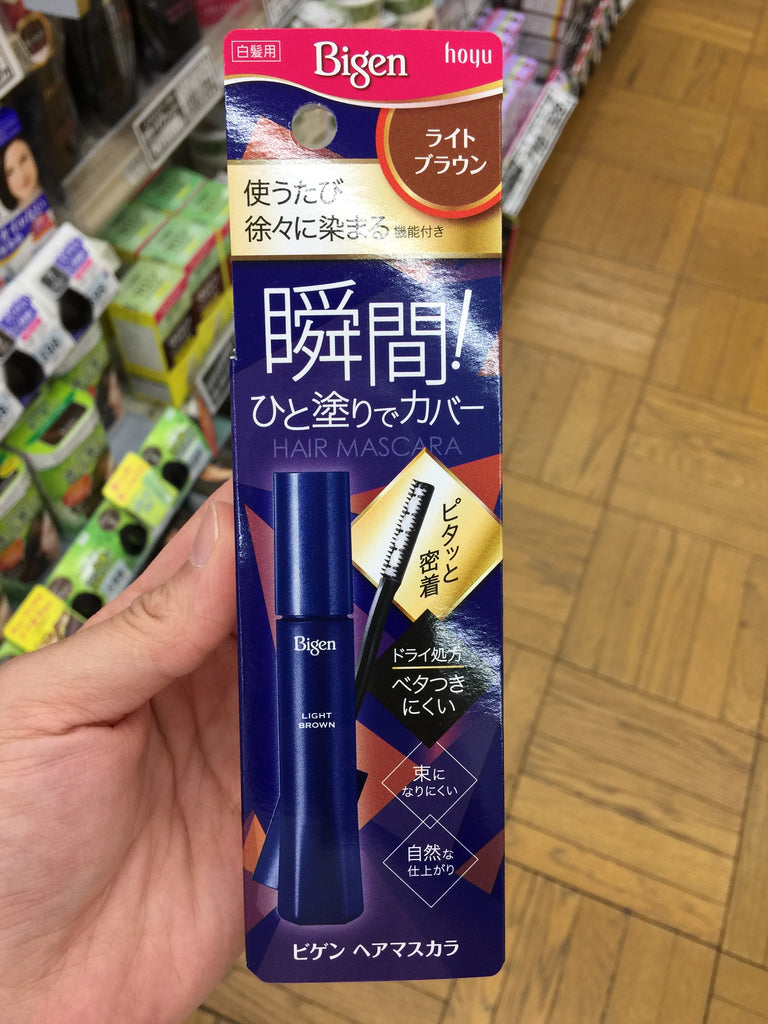 白髪用
Bigen
hoyu
ライト
ブラウン
使うたび
徐々に染まる 機能付き
瞬間!
ひと塗りでカバー
HAIR MASCARA
ピタッと
密着
Bigen
LIGHT
BROWN
ドライ処方
ベタつき
にくい
束に
なりにくい
自然な
仕上がり
ビゲン ヘアマスカラ